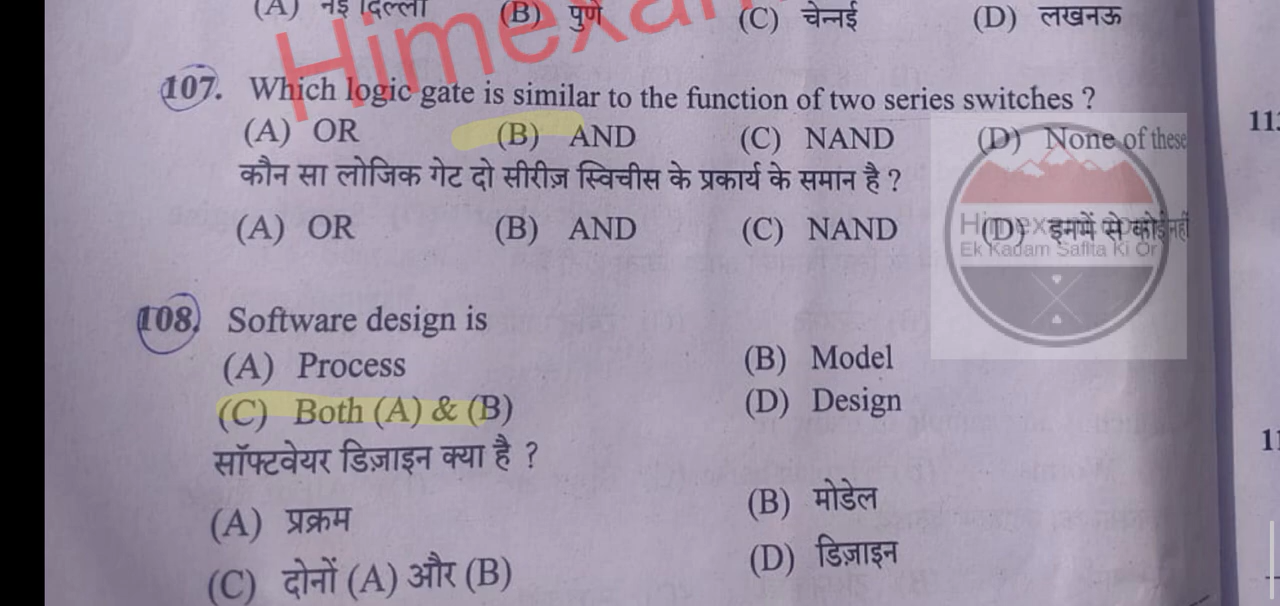 (A) नई दिल्ली (B) पुणे (C) चेन्नई (D) लखनऊ
Himexam
107. Which logic gate is similar to the function of two series switches ?
(A) OR (B) AND (C) NAND (D) None of these
कौन सा लोजिक गेट दो सीरीज़ स्विचीस के प्रकार्य के समान है ?
(A) OR (B) AND (C) NAND (D) इनमें से कोई नहीं
Ek Kadam Saflta Ki Or
108. Software design is
(A) Process (B) Model
(C) Both (A) & (B) (D) Design
सॉफ्टवेयर डिज़ाइन क्या है ?
(A) प्रक्रम (B) मोडेल
(C) दोनों (A) और (B) (D) डिज़ाइन